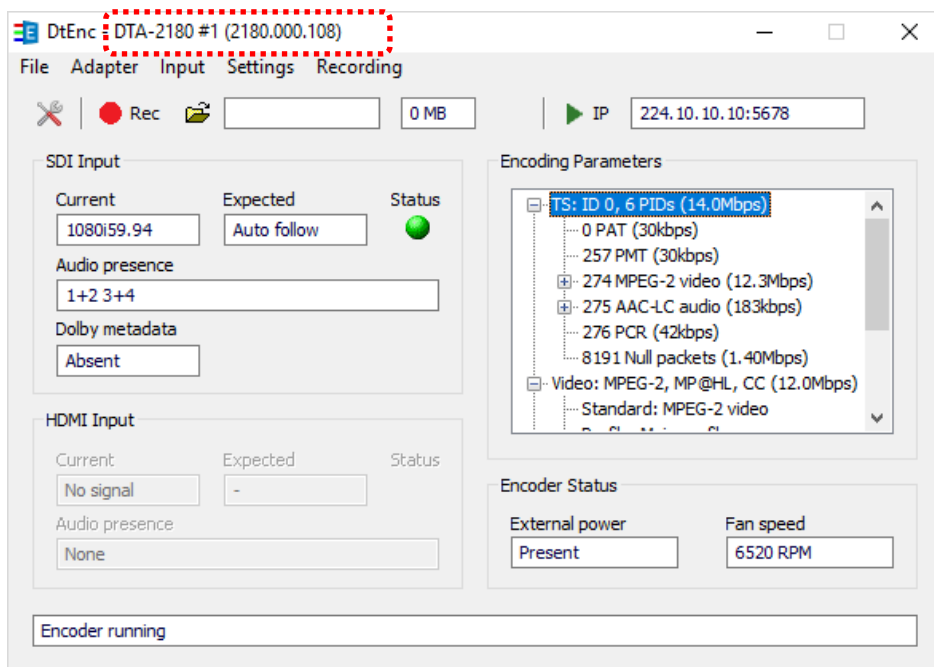 DtEnc - DTA-2180 #1 (2180.000.108)
File Adapter Input Settings Recording
Rec 0 MB IP 224.10.10.10:5678
SDI Input
Current Expected Status
1080i59.94 Auto follow
Audio presence
1+2 3+4
Dolby metadata
Absent
HDMI Input
Current Expected Status
No signal -
Audio presence
None
Encoding Parameters
TS: ID 0, 6 PIDs (14.0Mbps)
0 PAT (30kbps)
257 PMT (30kbps)
274 MPEG-2 video (12.3Mbps)
275 AAC-LC audio (183kbps)
276 PCR (42kbps)
8191 Null packets (1.40Mbps)
Video: MPEG-2, MP@HL, CC (12.0Mbps)
Standard: MPEG-2 video
Encoder Status
External power Fan speed
Present 6520 RPM
Encoder running